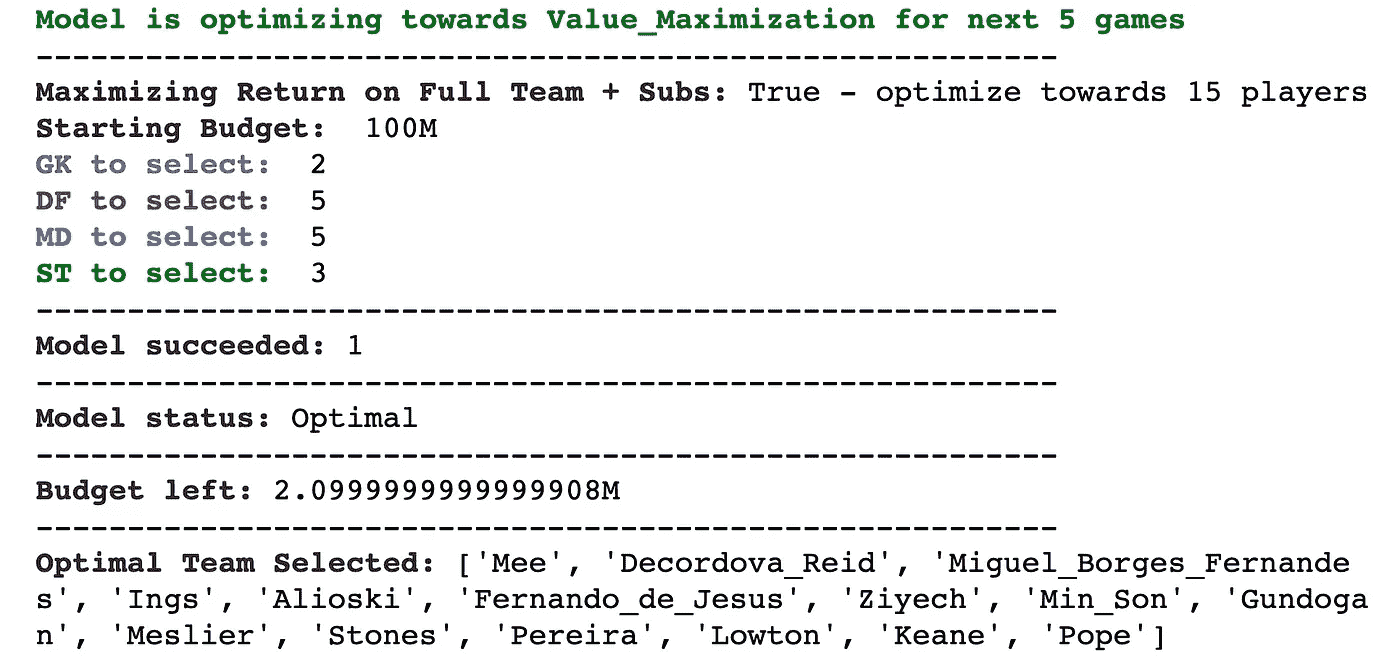 Model is optimizing towards Value_Maximization for next 5 games
--------------------------------------------------------
Maximizing Return on Full Team + Subs: True - optimize towards 15 players
Starting Budget:  100M
GK to select:  2
DF to select:  5
MD to select:  5
ST to select:  3
--------------------------------------------------------
Model succeeded: 1
--------------------------------------------------------
Model status: Optimal
--------------------------------------------------------
Budget left: 2.0999999999999908M
--------------------------------------------------------
Optimal Team Selected: ['Mee', 'Decordova_Reid', 'Miguel_Borges_Fernande
s', 'Ings', 'Alioski', 'Fernando_de_Jesus', 'Ziyech', 'Min_Son', 'Gundoga
n', 'Meslier', 'Stones', 'Pereira', 'Lowton', 'Keane', 'Pope']